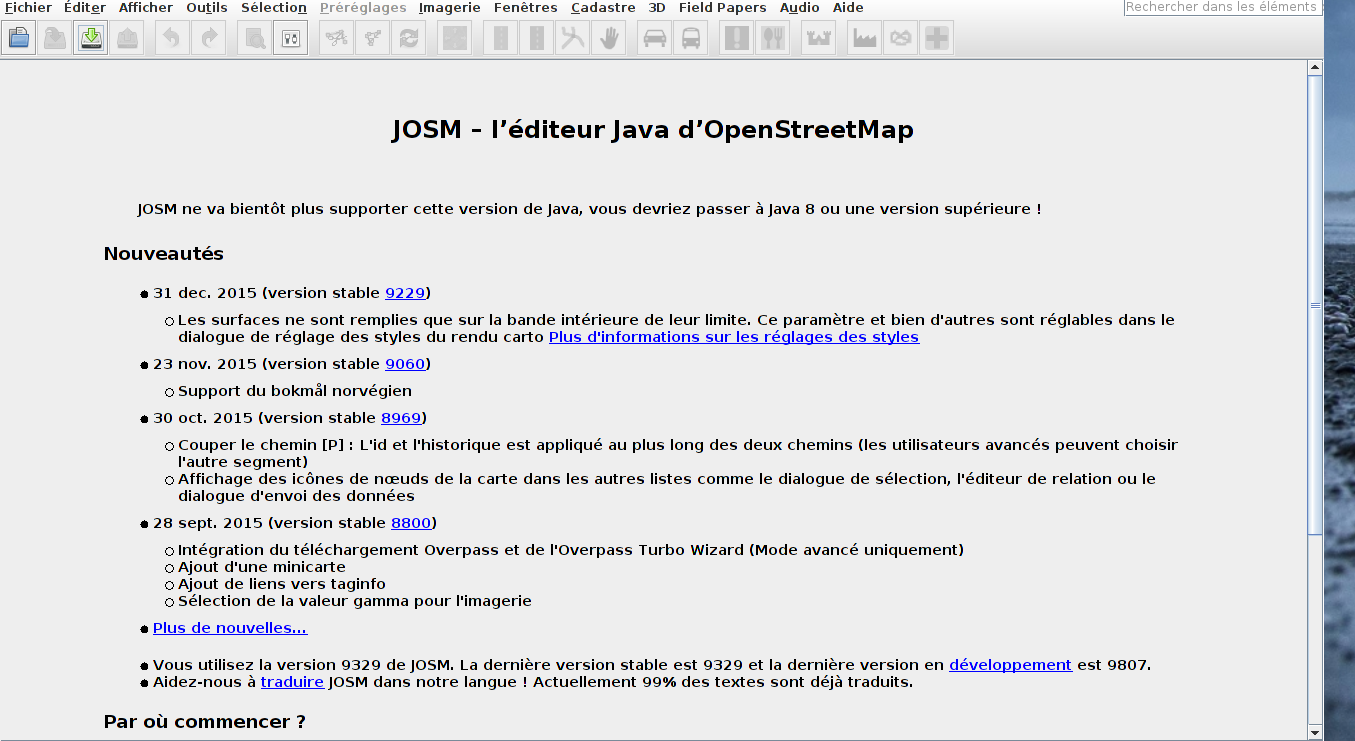 Fichier Éditer Afficher Outils Sélection Préréglages Imagerie Fenêtres Cadastre 3D Field Papers Audio Aide
Rechercher dans les éléments
JOSM – l’éditeur Java d’OpenStreetMap
JOSM ne va bientôt plus supporter cette version de Java, vous devriez passer à Java 8 ou une version supérieure !
Nouveautés
31 dec. 2015 (version stable 9229)
Les surfaces ne sont remplies que sur la bande intérieure de leur limite. Ce paramètre et bien d'autres sont réglables dans le
dialogue de réglage des styles du rendu carto Plus d'informations sur les réglages des styles
23 nov. 2015 (version stable 9060)
Support du bokmål norvégien
30 oct. 2015 (version stable 8969)
Couper le chemin [P] : L'id et l'historique est appliqué au plus long des deux chemins (les utilisateurs avancés peuvent choisir
l'autre segment)
Affichage des icônes de nœuds de la carte dans les autres listes comme le dialogue de sélection, l'éditeur de relation ou le
dialogue d'envoi des données
28 sept. 2015 (version stable 8800)
Intégration du téléchargement Overpass et de l'Overpass Turbo Wizard (Mode avancé uniquement)
Ajout d'une minicarte
Ajout de liens vers taginfo
Sélection de la valeur gamma pour l'imagerie
Plus de nouvelles...
Vous utilisez la version 9329 de JOSM. La dernière version stable est 9329 et la dernière version en développement est 9807.
Aidez-nous à traduire JOSM dans notre langue ! Actuellement 99% des textes sont déjà traduits.
Par où commencer ?